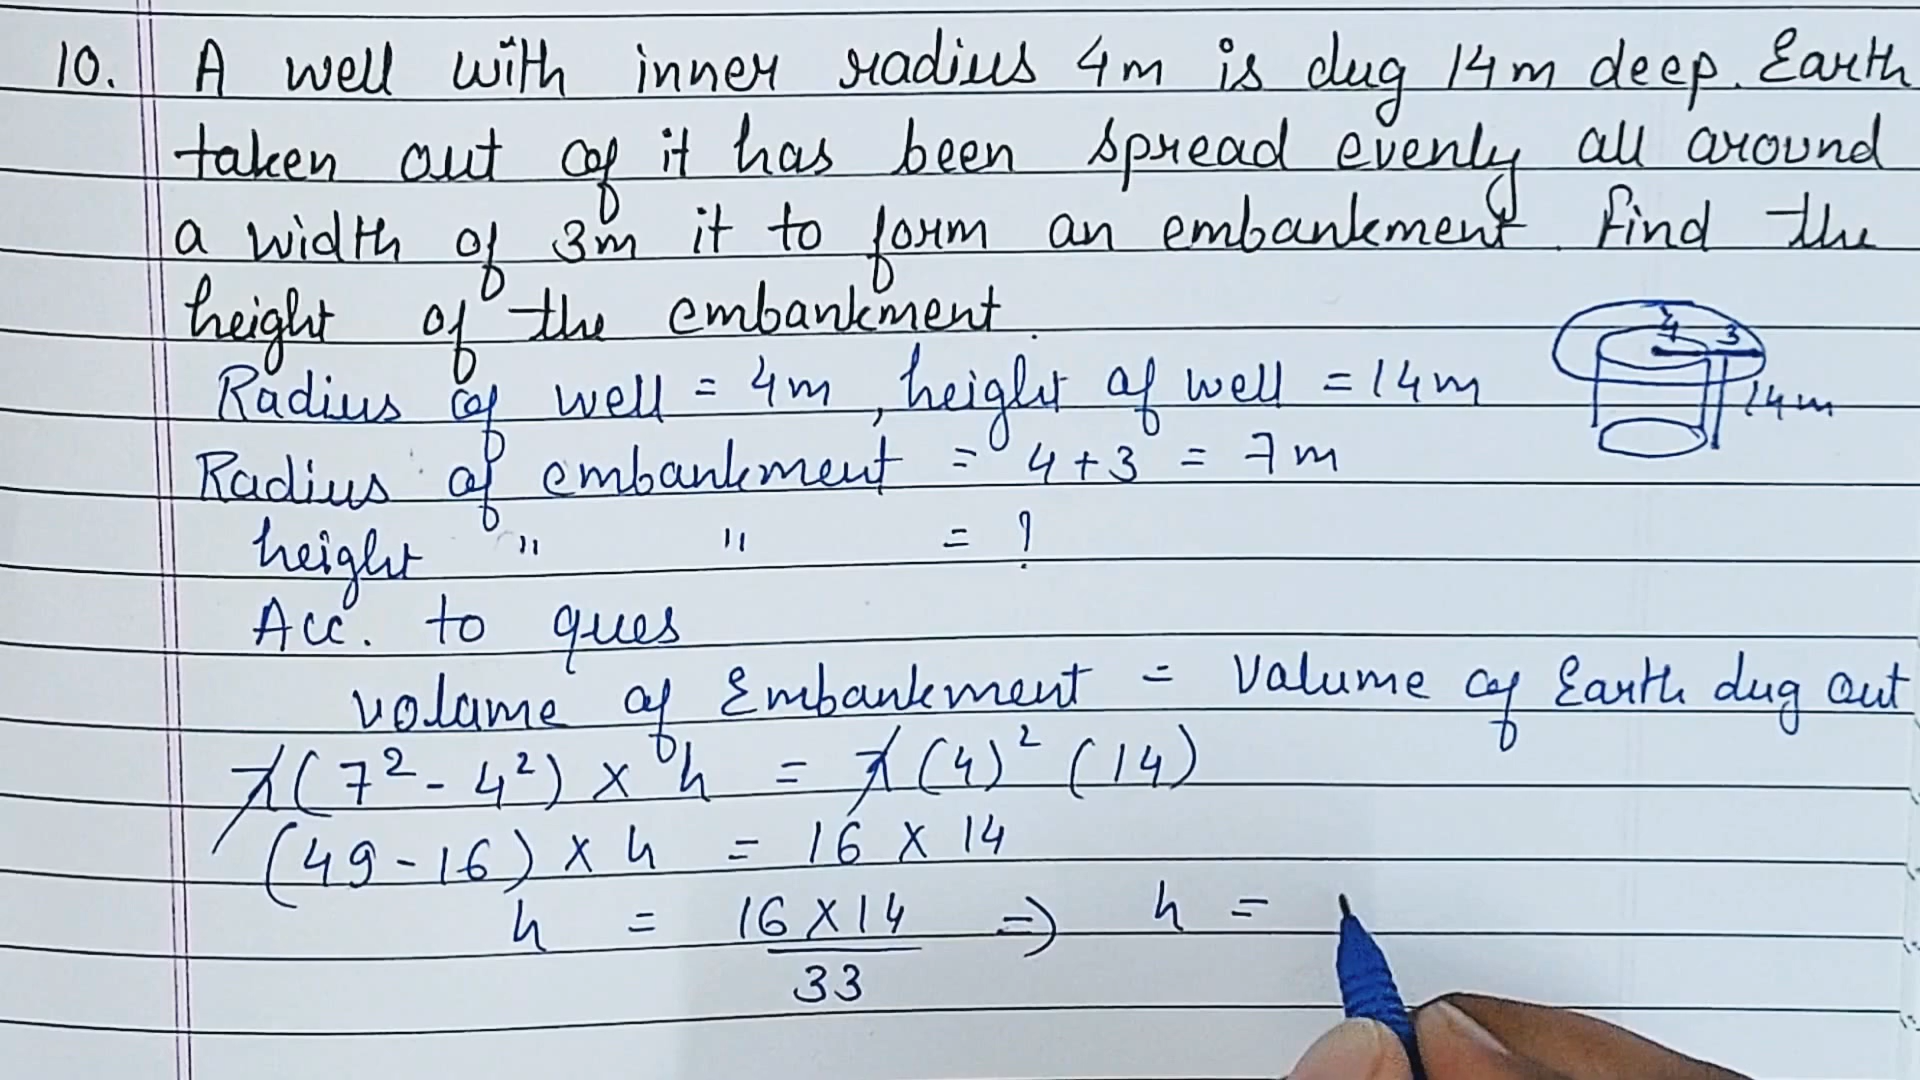 10. A well with inner radius 4m is dug 14m deep. Earth
taken out of it has been spread evenly all around
a width of 3m it to form an embankment. Find the
height of the embankment.
4 3
14m
Radius of well = 4m, height of well = 14m
Radius of embankment = 4+3 = 7m
height " " = ?
Acc. to ques
volume of Embankment = Volume of Earth dug out
π(7² - 4²) × h = π(4)² (14)
(49-16) × h = 16 × 14
h = 16×14/33 ⇒ h =